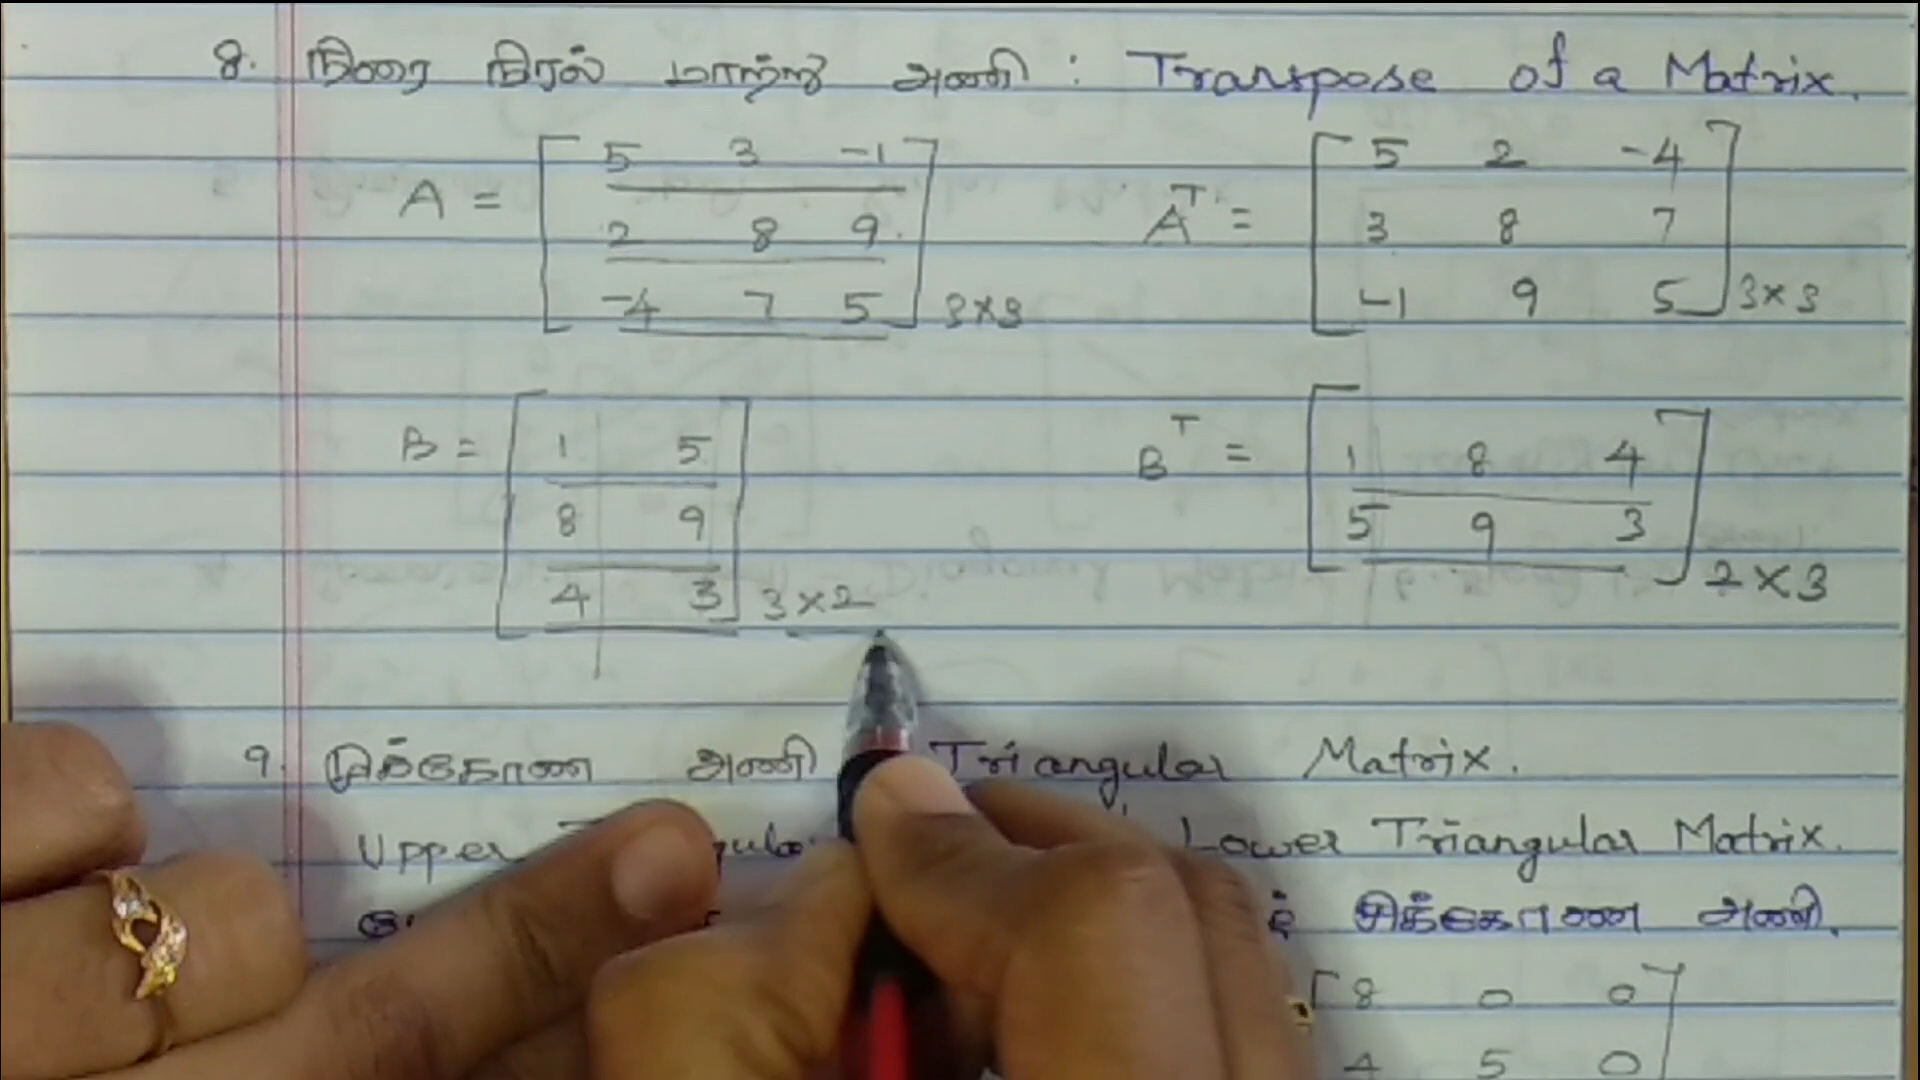 8. நிரை நிரல் மாற்று அணி : Transpose of a Matrix.
A = [ 5 3 -1
2 8 9
-4 7 5 ] 3×3
Aᵀ = [ 5 2 -4
3 8 7
-1 9 5 ] 3×3
B = [ 1 5
8 9
4 3 ] 3×2
Bᵀ = [ 1 8 4
5 9 3 ] 2×3
9. முக்கோண அணி Triangular Matrix.
Upper Lower Triangular Matrix.
முக்கோண அணி.
[ 8 0 0 ]
4 5 0